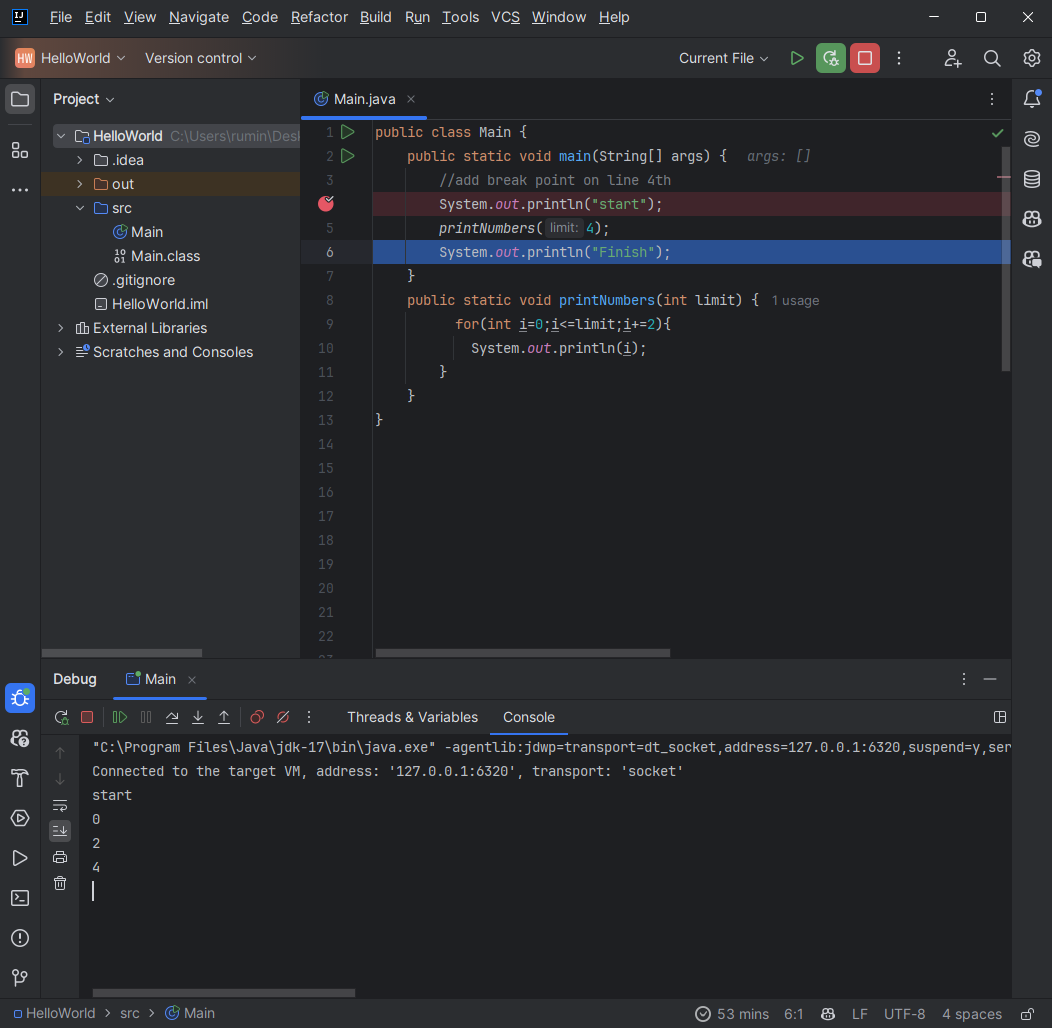 File Edit View Navigate Code Refactor Build Run Tools VCS Window Help
HW HelloWorld Version control Current File
Project
Main.java
HelloWorld C:\Users\rumin\Desk
.idea
out
src
Main
Main.class
.gitignore
HelloWorld.iml
External Libraries
Scratches and Consoles
1 public class Main {
2 public static void main(String[] args) { args: []
3 //add break point on line 4th
System.out.println("start");
5 printNumbers( limit: 4);
6 System.out.println("Finish");
7 }
8 public static void printNumbers(int limit) { 1 usage
9 for(int i=0;i<=limit;i+=2){
10 System.out.println(i);
11 }
12 }
13 }
14
15
16
17
18
19
20
21
22
Debug Main
Threads & Variables Console
"C:\Program Files\Java\jdk-17\bin\java.exe" -agentlib:jdwp=transport=dt_socket,address=127.0.0.1:6320,suspend=y,ser
Connected to the target VM, address: '127.0.0.1:6320', transport: 'socket'
start
0
2
4
HelloWorld > src > Main 53 mins 6:1 LF UTF-8 4 spaces